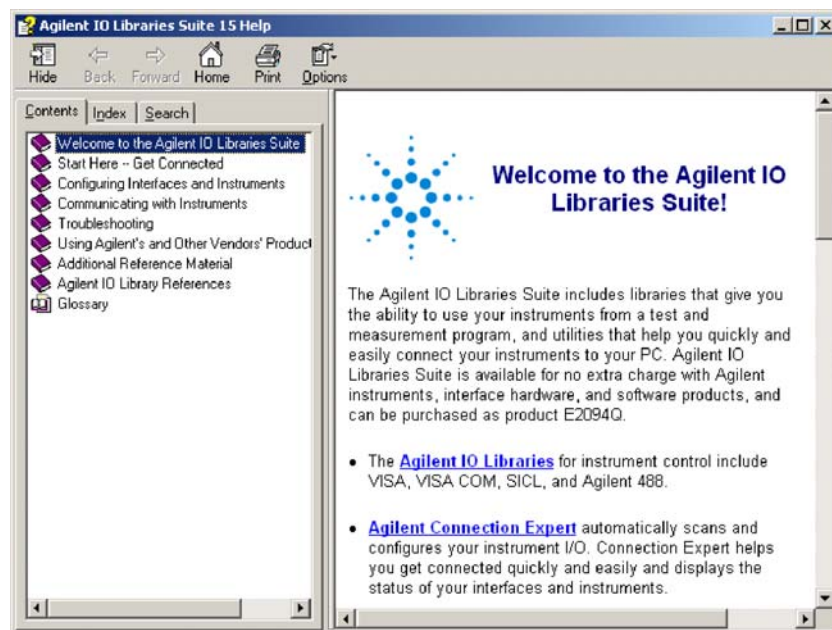 Agilent IO Libraries Suite 15 Help
Hide Back Forward Home Print Options
Contents Index Search
Welcome to the Agilent IO Libraries Suite
Start Here -- Get Connected
Configuring Interfaces and Instruments
Communicating with Instruments
Troubleshooting
Using Agilent's and Other Vendors' Product
Additional Reference Material
Agilent IO Library References
Glossary
Welcome to the Agilent IO
Libraries Suite!
The Agilent IO Libraries Suite includes libraries that give you
the ability to use your instruments from a test and
measurement program, and utilities that help you quickly and
easily connect your instruments to your PC. Agilent IO
Libraries Suite is available for no extra charge with Agilent
instruments, interface hardware, and software products, and
can be purchased as product E2094Q.
• The Agilent IO Libraries for instrument control include
VISA, VISA COM, SICL, and Agilent 488.
• Agilent Connection Expert automatically scans and
configures your instrument I/O. Connection Expert helps
you get connected quickly and easily and displays the
status of your interfaces and instruments.